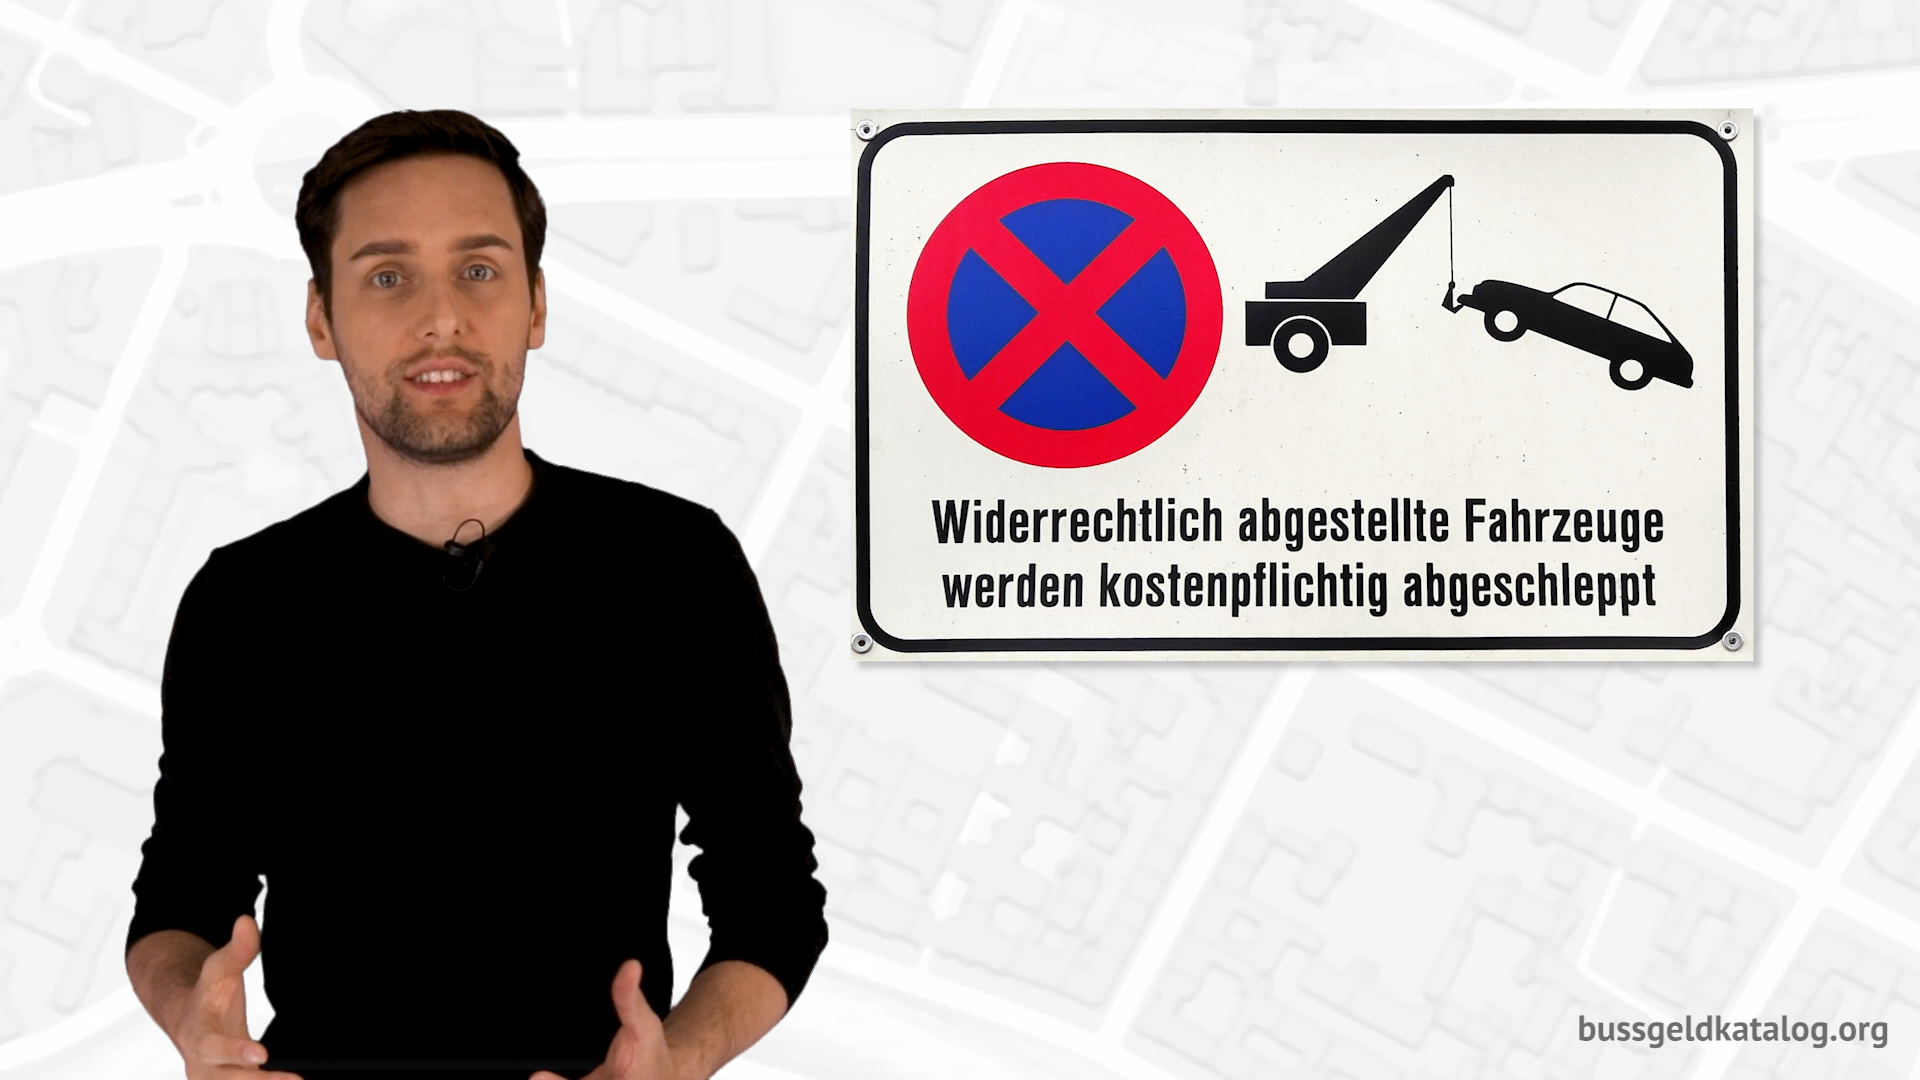 Widerrechtlich abgestellte Fahrzeuge
werden kostenpflichtig abgeschleppt
bussgeldkatalog.org